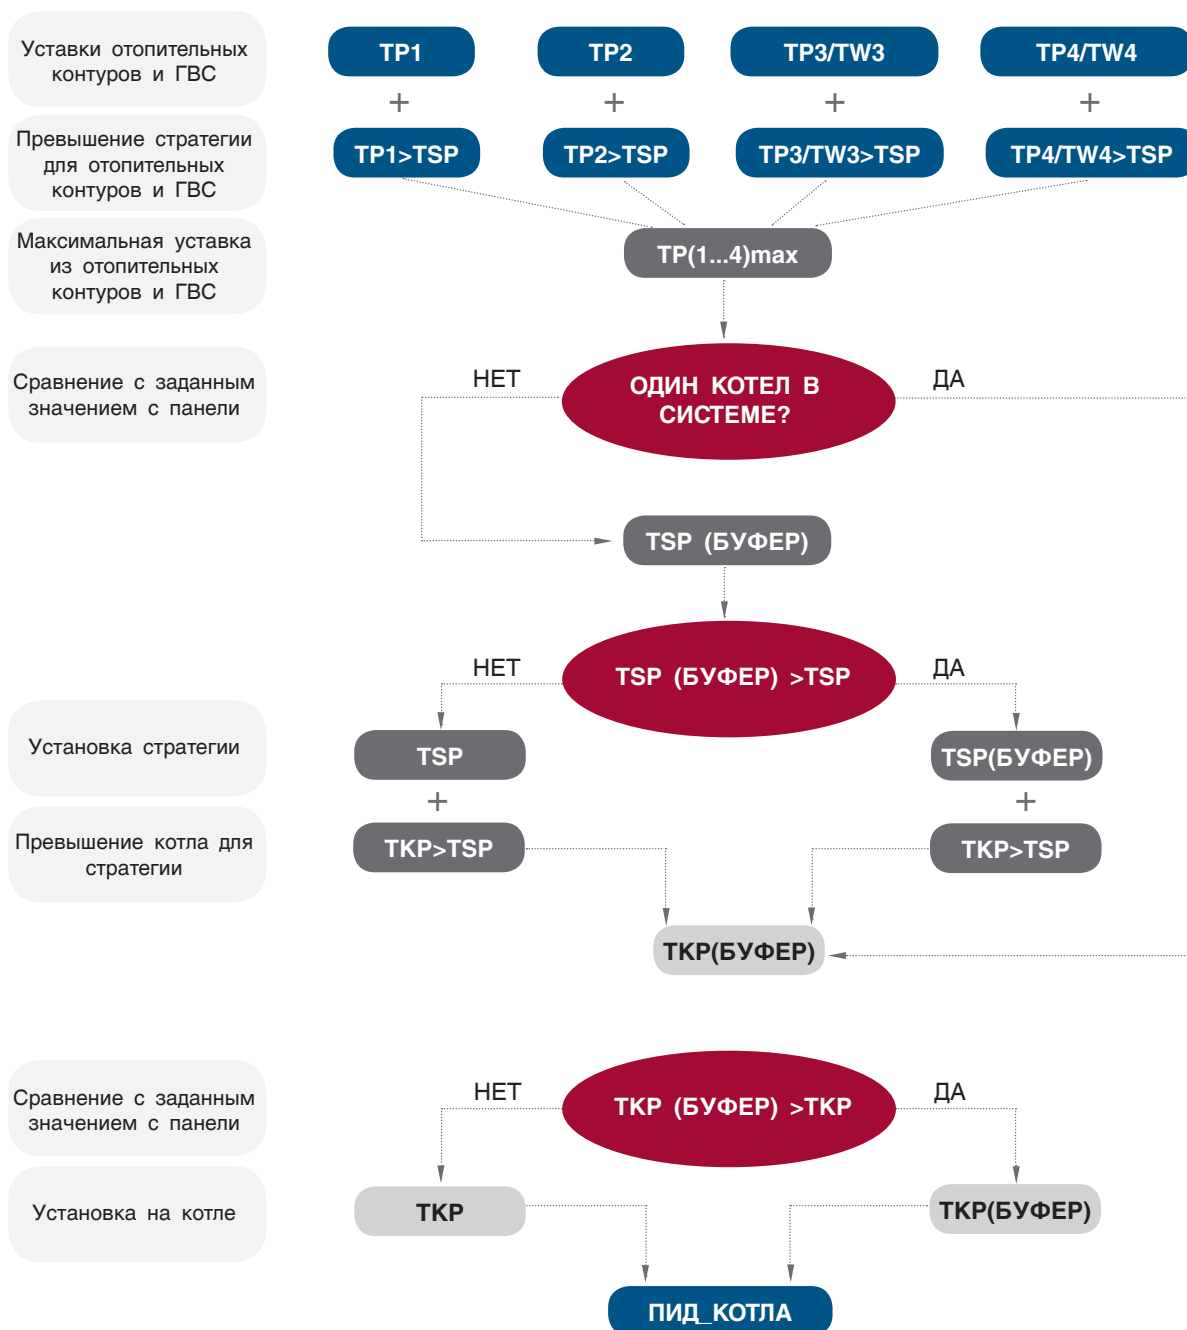 Уставки отопительных
контуров и ГВС
TP1
TP2
TP3/TW3
TP4/TW4
+
+
+
+
Превышение стратегии
для отопительных
контуров и ГВС
TP1>TSP
TP2>TSP
TP3/TW3>TSP
TP4/TW4>TSP
Максимальная уставка
из отопительных
контуров и ГВС
TP(1...4)max
Сравнение с заданным
значением с панели
НЕТ
ОДИН КОТЕЛ В
СИСТЕМЕ?
ДА
TSP (БУФЕР)
НЕТ
TSP (БУФЕР) >TSP
ДА
Установка стратегии
TSP
TSP(БУФЕР)
+
+
Превышение котла для
стратегии
TKP>TSP
TKP>TSP
TKP(БУФЕР)
Сравнение с заданным
значением с панели
НЕТ
TKP (БУФЕР) >TKP
ДА
Установка на котле
TKP
TKP(БУФЕР)
ПИД_КОТЛА